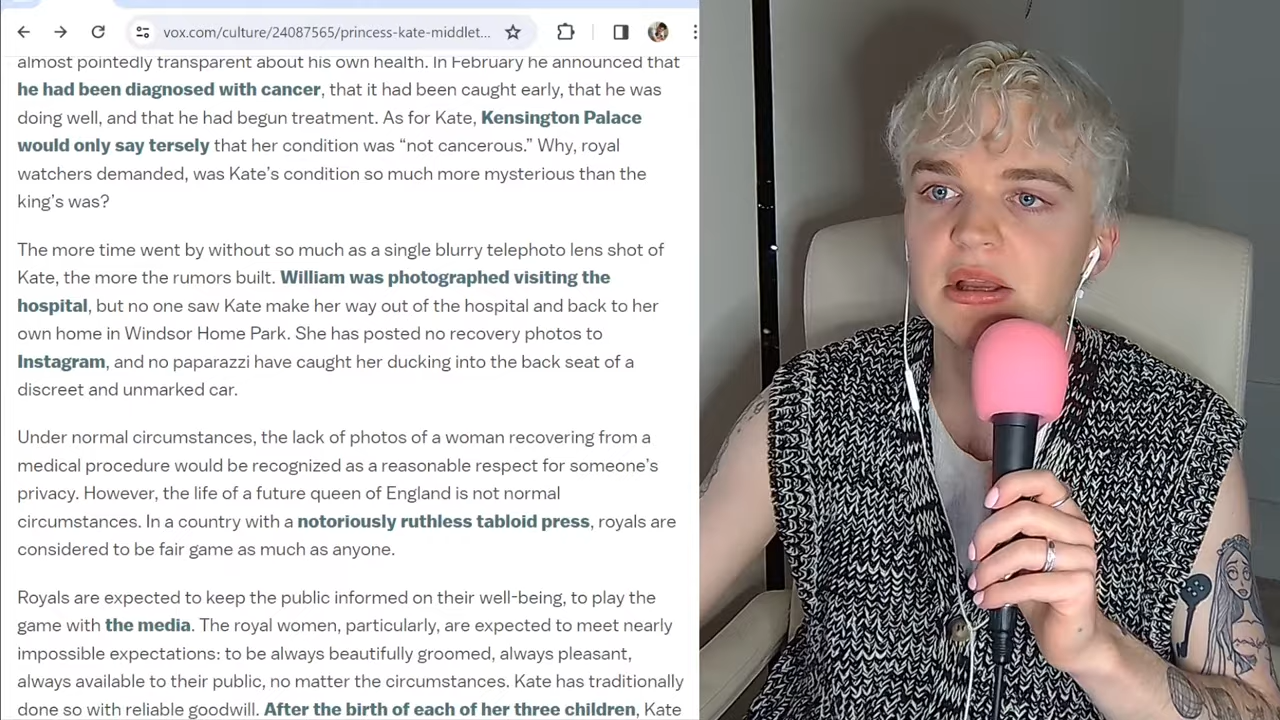 vox.com/culture/24087565/princess-kate-middlet...
almost pointedly transparent about his own health. In February he announced that
he had been diagnosed with cancer, that it had been caught early, that he was
doing well, and that he had begun treatment. As for Kate, Kensington Palace
would only say tersely that her condition was “not cancerous.” Why, royal
watchers demanded, was Kate’s condition so much more mysterious than the
king’s was?
The more time went by without so much as a single blurry telephoto lens shot of
Kate, the more the rumors built. William was photographed visiting the
hospital, but no one saw Kate make her way out of the hospital and back to her
own home in Windsor Home Park. She has posted no recovery photos to
Instagram, and no paparazzi have caught her ducking into the back seat of a
discreet and unmarked car.
Under normal circumstances, the lack of photos of a woman recovering from a
medical procedure would be recognized as a reasonable respect for someone’s
privacy. However, the life of a future queen of England is not normal
circumstances. In a country with a notoriously ruthless tabloid press, royals are
considered to be fair game as much as anyone.
Royals are expected to keep the public informed on their well-being, to play the
game with the media. The royal women, particularly, are expected to meet nearly
impossible expectations: to be always beautifully groomed, always pleasant,
always available to their public, no matter the circumstances. Kate has traditionally
done so with reliable goodwill. After the birth of each of her three children, Kate